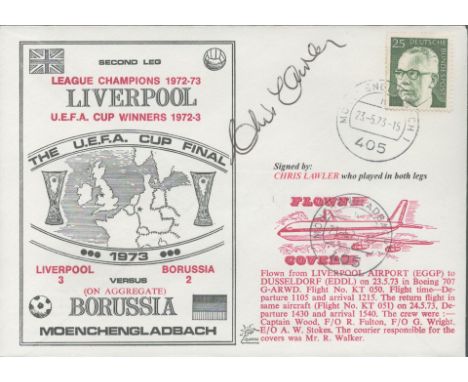 SECOND LEG
LEAGUE CHAMPIONS 1972-73
LIVERPOOL
U.E.F.A. CUP WINNERS 1972-3
THE U.E.F.A. CUP FINAL
1973
LIVERPOOL BORUSSIA
3 VERSUS 2
(ON AGGREGATE)
BORUSSIA
MOENCHENGLADBACH
Chris Lawler
25
DEUTSCHE BUNDESPOST
23.-5.73-15
405
Signed by:
CHRIS LAWLER who played in both legs
FLOWN
COVERS
Flown from LIVERPOOL AIRPORT (EGGP) to
DUSSELDORF (EDDL) on 23.5.73 in Boeing 707
G-ARWD. Flight No. KT 050. Flight time—De-
parture 1105 and arrival 1215. The return flight in
same aircraft (Flight No. KT 051) on 24.5.73, De-
parture 1430 and arrival 1540. The crew were :—
Captain Wood, F/O R. Fulton, F/O G. Wright.
E/O A. W. Stokes. The courier responsible for the
covers was Mr. R. Walker.